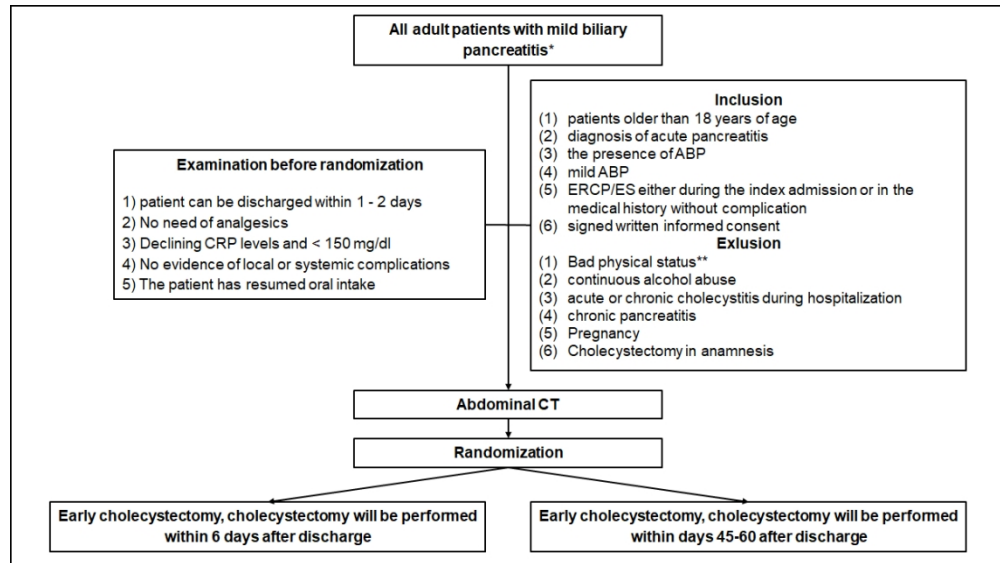 All adult patients with mild biliary
pancreatitis*
Inclusion
(1) patients older than 18 years of age
(2) diagnosis of acute pancreatitis
(3) the presence of ABP
(4) mild ABP
(5) ERCP/ES either during the index admission or in the
medical history without complication
(6) signed written informed consent
Exlusion
(1) Bad physical status**
(2) continuous alcohol abuse
(3) acute or chronic cholecystitis during hospitalization
(4) chronic pancreatitis
(5) Pregnancy
(6) Cholecystectomy in anamnesis
Examination before randomization
1) patient can be discharged within 1 - 2 days
2) No need of analgesics
3) Declining CRP levels and < 150 mg/dl
4) No evidence of local or systemic complications
5) The patient has resumed oral intake
Abdominal CT
Randomization
Early cholecystectomy, cholecystectomy will be performed
within 6 days after discharge
Early cholecystectomy, cholecystectomy will be performed
within days 45-60 after discharge